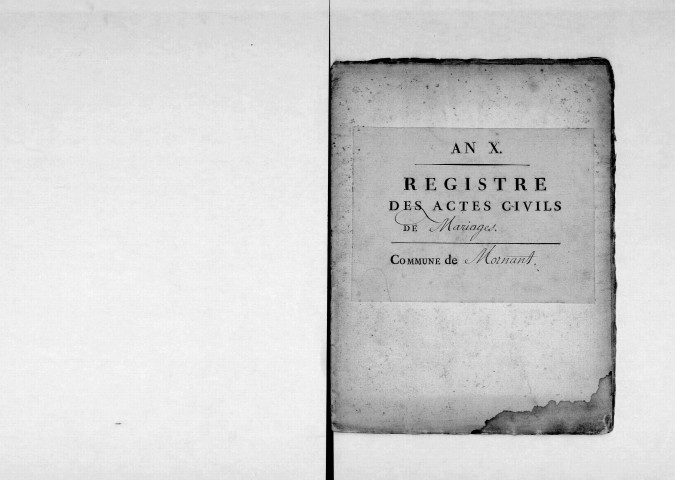 AN X.
REGISTRE
DES ACTES CIVILS
DE Mariages.
COMMUNE de Mornant.